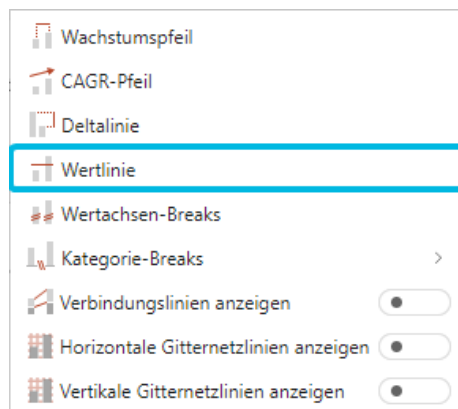 Wachstumspfeil
CAGR-Pfeil
Deltalinie
Wertlinie
Wertachsen-Breaks
Kategorie-Breaks
Verbindungslinien anzeigen
Horizontale Gitternetzlinien anzeigen
Vertikale Gitternetzlinien anzeigen